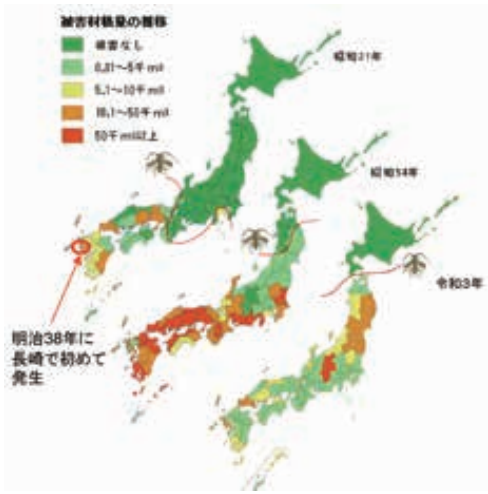 被害材積量の推移
被害なし
0.01～5千m3
5.1～10千m3
10.1～50千m3
50千m3以上
昭和21年
昭和54年
令和3年
明治38年に
長崎で初めて
発生